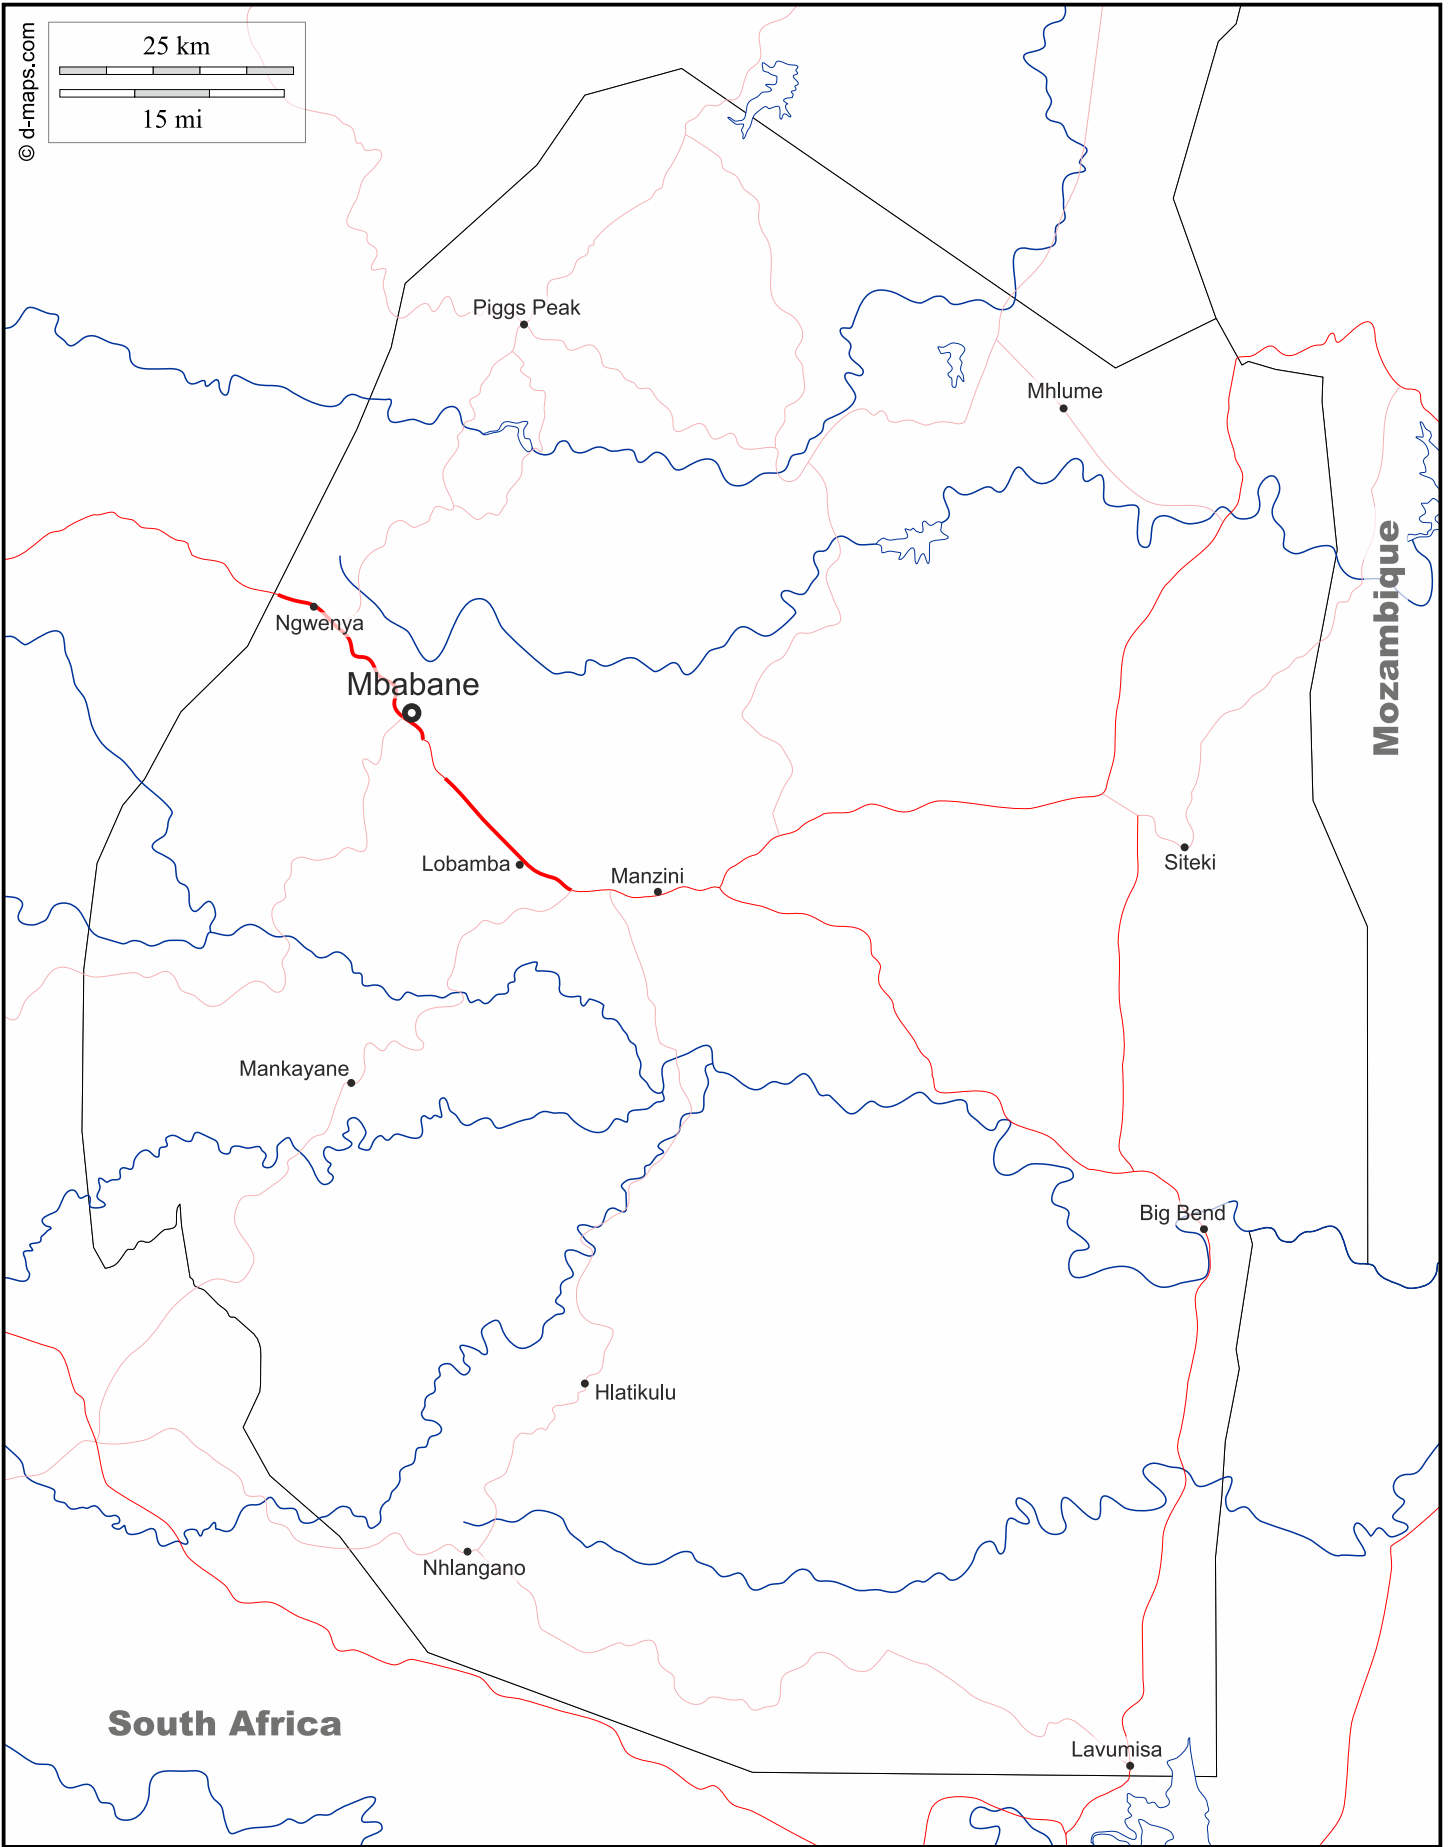 © d-maps.com
25 km
15 mi
Piggs Peak
Mhlume
Mozambique
Ngwenya
Mbabane
Lobamba
Manzini
Siteki
Mankayane
Big Bend
Hlatikulu
Nhlangano
South Africa
Lavumisa